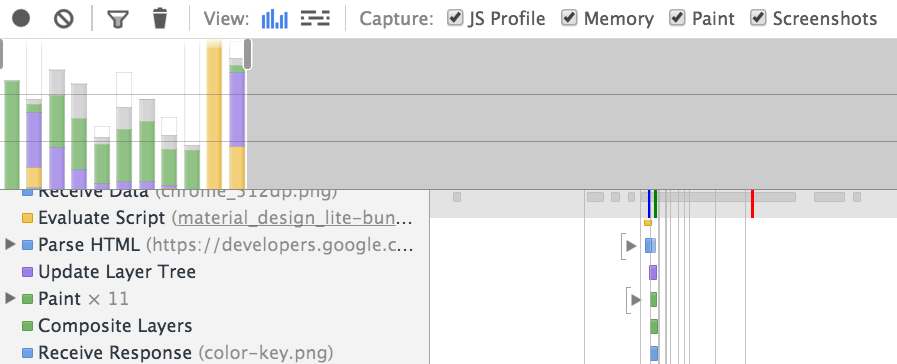 View: Capture: JS Profile Memory Paint Screenshots
Receive Data (chrome_512dp.png)
Evaluate Script (material_design_lite-bun...
Parse HTML (https://developers.google.c...
Update Layer Tree
Paint × 11
Composite Layers
Receive Response (color-key.png)